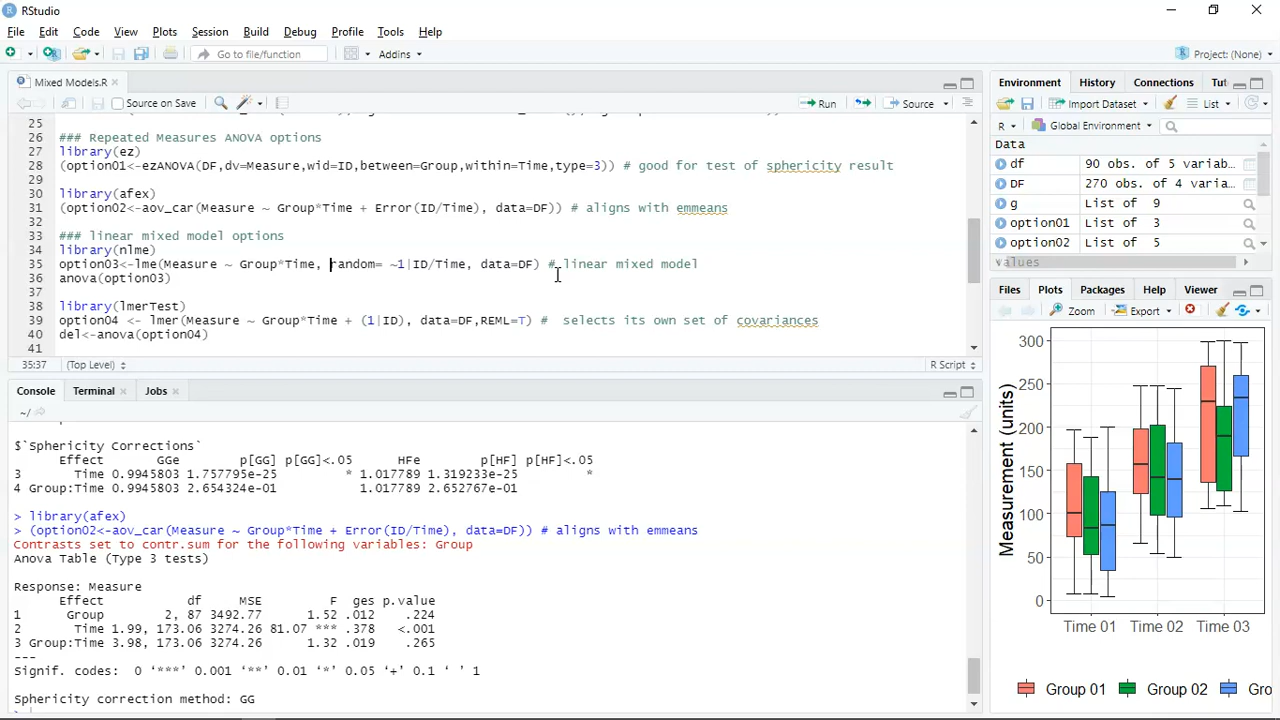 RStudio
File Edit Code View Plots Session Build Debug Profile Tools Help
Go to file/function Addins Project: (None)
Mixed Models.R
Source on Save Run Source
25
26 ### Repeated Measures ANOVA options
27 library(ez)
28 (option01<-ezANOVA(DF,dv=Measure,wid=ID,between=Group,within=Time,type=3)) # good for test of sphericity result
29
30 library(afex)
31 (option02<-aov_car(Measure ~ Group*Time + Error(ID/Time), data=DF)) # aligns with emmeans
32
33 ### linear mixed model options
34 library(nlme)
35 option03<-lme(Measure ~ Group*Time, random= ~1|ID/Time, data=DF) # linear mixed model
36 anova(option03)
37
38 library(lmerTest)
39 option04 <- lmer(Measure ~ Group*Time + (1|ID), data=DF,REML=T) # selects its own set of covariances
40 del<-anova(option04)
41
35:37 (Top Level) R Script
Console Terminal Jobs
~/
$`Sphericity Corrections`
Effect GGe p[GG] p[GG]<.05 HFe p[HF] p[HF]<.05
3 Time 0.9945803 1.757795e-25 * 1.017789 1.319233e-25 *
4 Group:Time 0.9945803 2.654324e-01 1.017789 2.652767e-01
> library(afex)
> (option02<-aov_car(Measure ~ Group*Time + Error(ID/Time), data=DF)) # aligns with emmeans
Contrasts set to contr.sum for the following variables: Group
Anova Table (Type 3 tests)
Response: Measure
Effect df MSE F ges p.value
1 Group 2, 87 3492.77 1.52 .012 .224
2 Time 1.99, 173.06 3274.26 81.07 *** .378 <.001
3 Group:Time 3.98, 173.06 3274.26 1.32 .019 .265
---
Signif. codes: 0 ‘***’ 0.001 ‘**’ 0.01 ‘*’ 0.05 ‘+’ 0.1 ‘ ’ 1
Sphericity correction method: GG
>
Environment History Connections Tut
Import Dataset List
R Global Environment
Data
df 90 obs. of 5 variab…
DF 270 obs. of 4 varia…
g List of 9
option01 List of 3
option02 List of 5
Values
Files Plots Packages Help Viewer
Zoom Export
Measurement (units)
300
250
200
150
100
50
0
Time 01 Time 02 Time 03
Group 01 Group 02 Gro